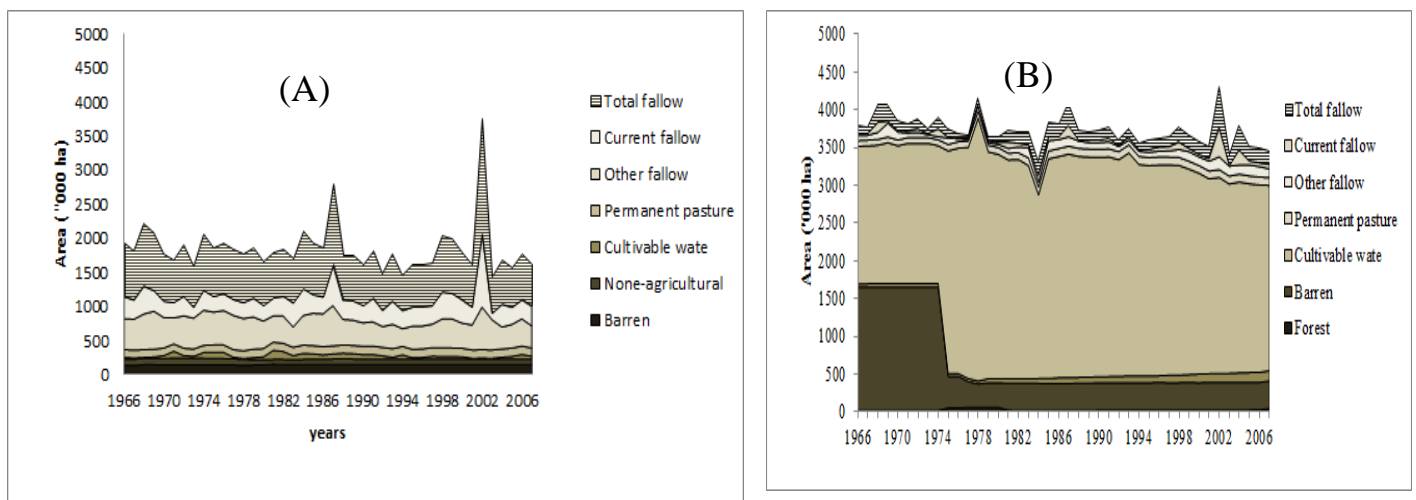 (A)
5000
4500
4000
3500
3000
2500
2000
1500
1000
500
0
Area ( "000 ha)
1966 1970 1974 1978 1982 1986 1990 1994 1998 2002 2006
years
Total fallow
Current fallow
Other fallow
Permanent pasture
Cultivable wate
None-agricultural
Barren
(B)
5000
4500
4000
3500
3000
2500
2000
1500
1000
500
0
Area ('000 ha)
1966 1970 1974 1978 1982 1986 1990 1994 1998 2002 2006
Total fallow
Current fallow
Other fallow
Permanent pasture
Cultivable wate
Barren
Forest